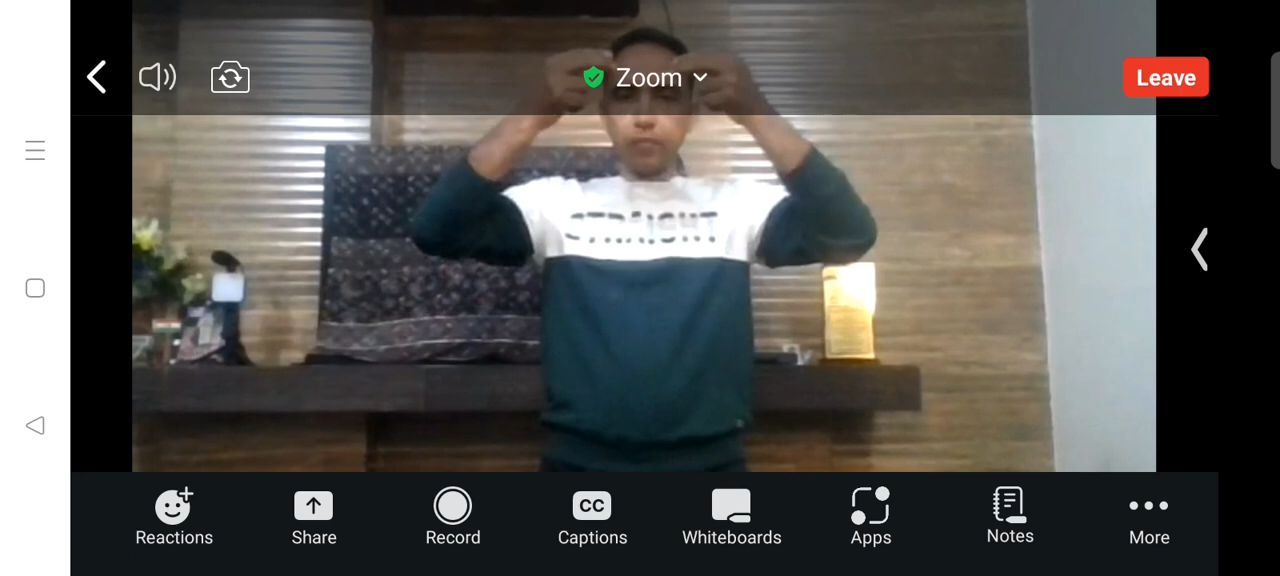 Zoom
Leave
STRAIGHT
CC
Reactions
Share
Record
Captions
Whiteboards
Apps
Notes
More